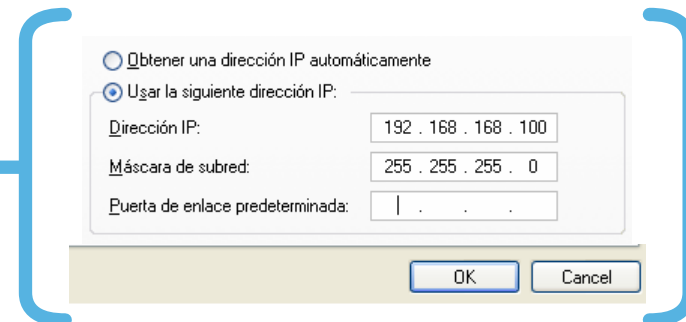 Obtener una dirección IP automáticamente
Usar la siguiente dirección IP:
Dirección IP: 192 . 168 . 168 . 100
Máscara de subred: 255 . 255 . 255 . 0
Puerta de enlace predeterminada: . . .
OK Cancel